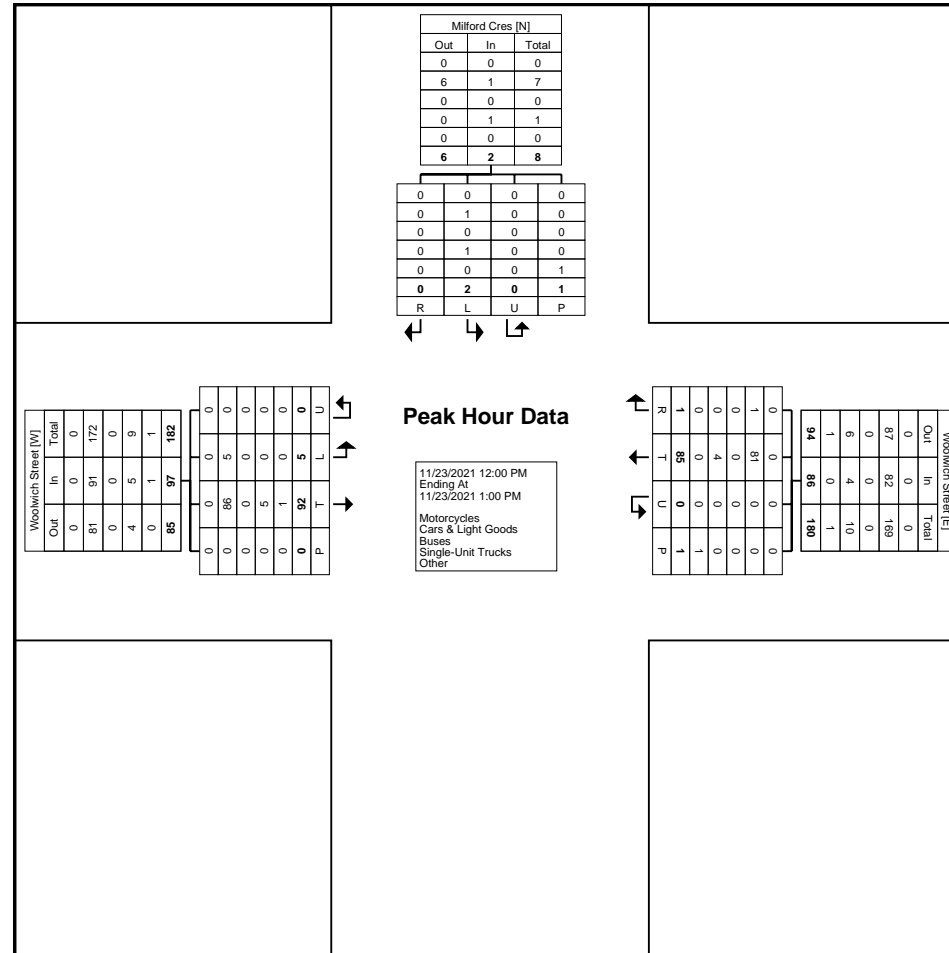 Milford Cres [N]
Out In Total
0 0 0
6 1 7
0 0 0
0 1 1
0 0 0
6 2 8
0 0 0 0
0 1 0 0
0 0 0 0
0 1 0 0
0 0 0 1
0 2 0 1
R L U P
Woolwich Street [W]
Out In Total
0 0 0
81 91 172
0 0 0
4 5 9
0 1 1
85 97 182
0 0 0 0
0 5 86 0
0 0 0 0
0 0 5 0
0 0 1 0
0 5 92 0
U L T P
Peak Hour Data
11/23/2021 12:00 PM
Ending At
11/23/2021 1:00 PM
Motorcycles
Cars & Light Goods
Buses
Single-Unit Trucks
Other
Woolwich Street [E]
Out In Total
0 0 0
87 82 169
0 0 0
6 4 10
1 0 1
94 86 180
0 0 0 0
1 81 0 0
0 0 0 0
0 4 0 0
0 0 0 1
1 85 0 1
R T U P